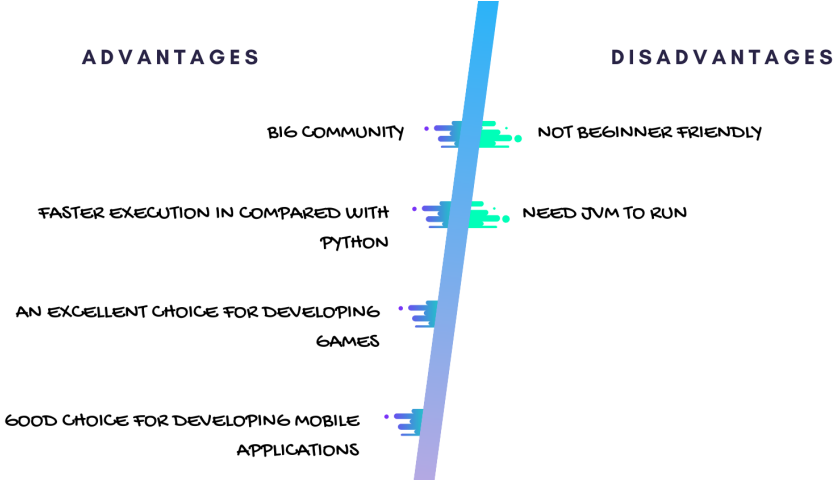 ADVANTAGES
DISADVANTAGES
BIG COMMUNITY
NOT BEGINNER FRIENDLY
FASTER EXECUTION IN COMPARED WITH
PYTHON
NEED JVM TO RUN
AN EXCELLENT CHOICE FOR DEVELOPING
GAMES
GOOD CHOICE FOR DEVELOPING MOBILE
APPLICATIONS